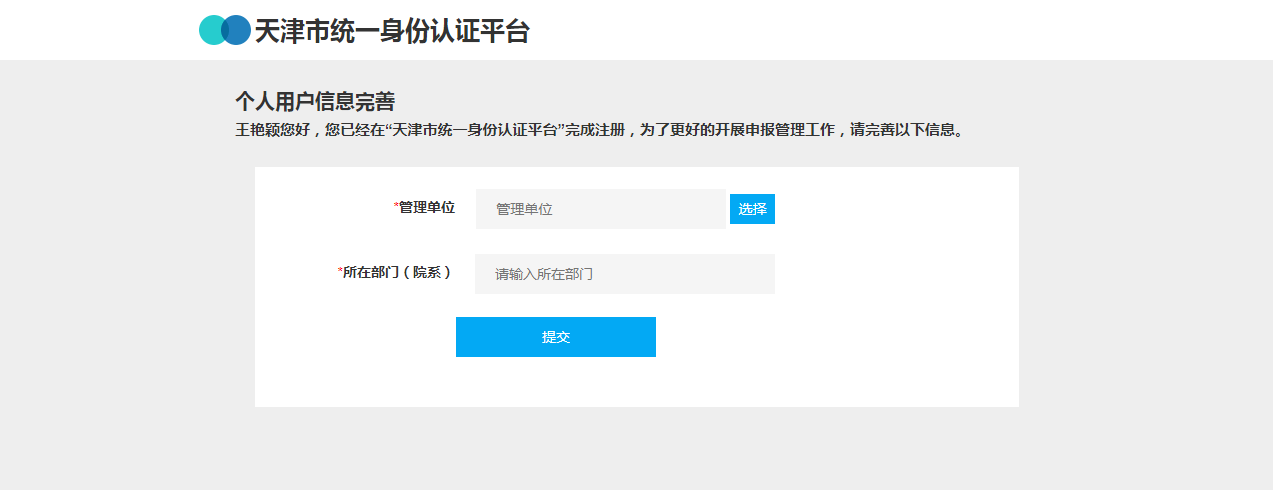 天津市统一身份认证平台
个人用户信息完善
王艳颖您好，您已经在“天津市统一身份认证平台”完成注册，为了更好的开展申报管理工作，请完善以下信息。
*管理单位 管理单位 选择
*所在部门（院系） 请输入所在部门
提交